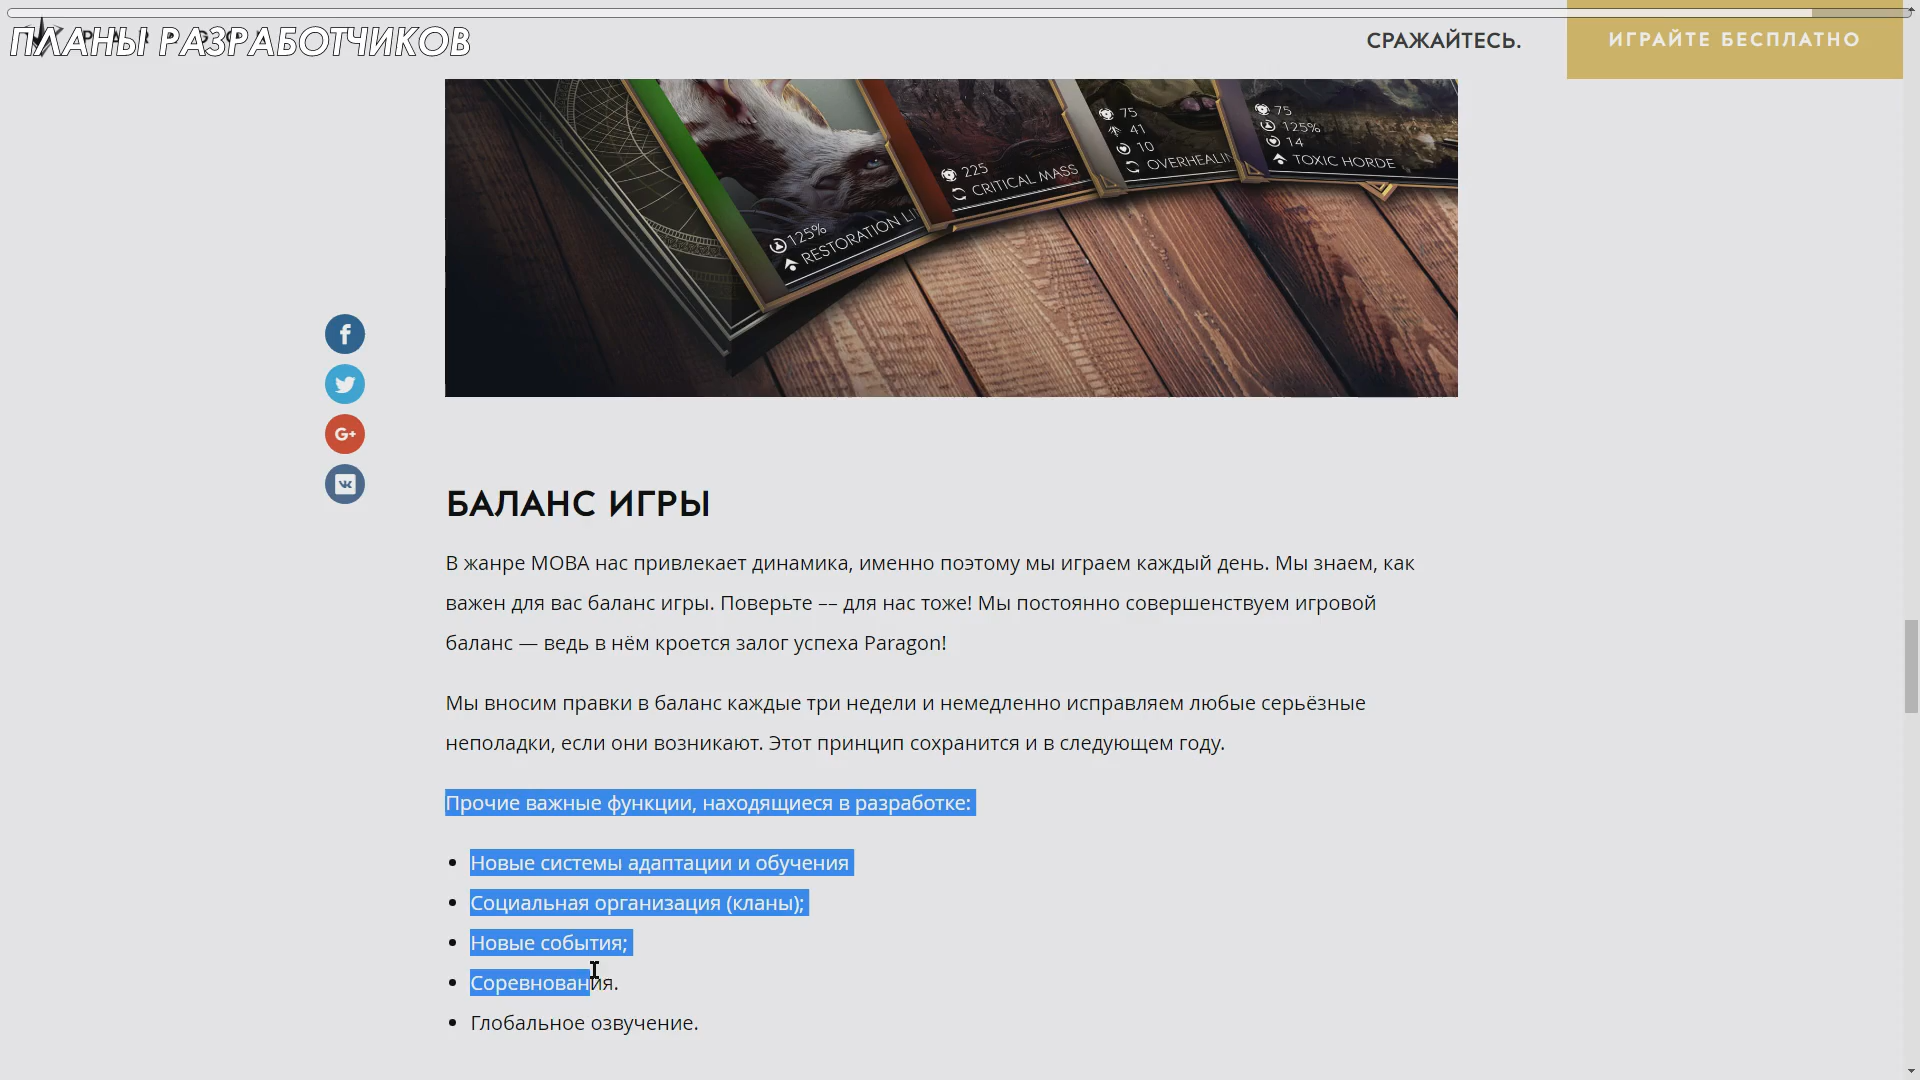 ПЛАНЫ РАЗРАБОТЧИКОВ
СРАЖАЙТЕСЬ.
ИГРАЙТЕ БЕСПЛАТНО
125%
RESTORATION
225
CRITICAL MASS
75
41
10
75
125%
14
TOXIC HORDE
БАЛАНС ИГРЫ
В жанре MOBA нас привлекает динамика, именно поэтому мы играем каждый день. Мы знаем, как
важен для вас баланс игры. Поверьте –– для нас тоже! Мы постоянно совершенствуем игровой
баланс — ведь в нём кроется залог успеха Paragon!
Мы вносим правки в баланс каждые три недели и немедленно исправляем любые серьёзные
неполадки, если они возникают. Этот принцип сохранится и в следующем году.
Прочие важные функции, находящиеся в разработке:
• Новые системы адаптации и обучения
• Социальная организация (кланы);
• Новые события;
• Соревнования.
• Глобальное озвучение.